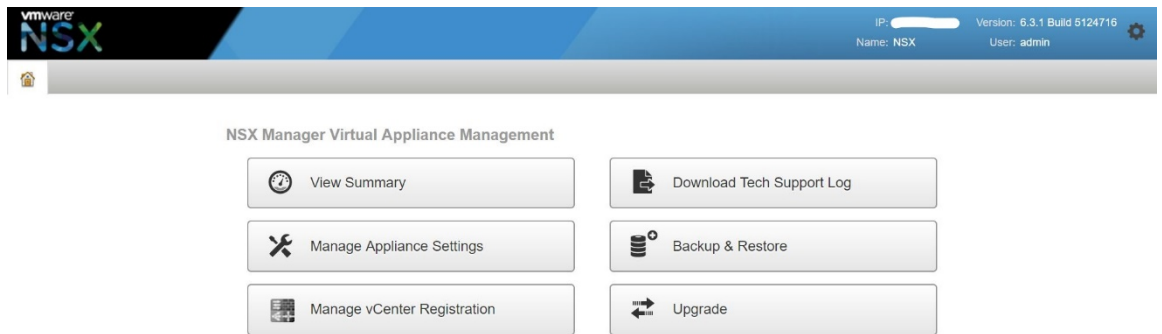 vmware
NSX
IP:
Version: 6.3.1 Build 5124716
Name: NSX
User: admin
NSX Manager Virtual Appliance Management
View Summary
Download Tech Support Log
Manage Appliance Settings
Backup & Restore
Manage vCenter Registration
Upgrade